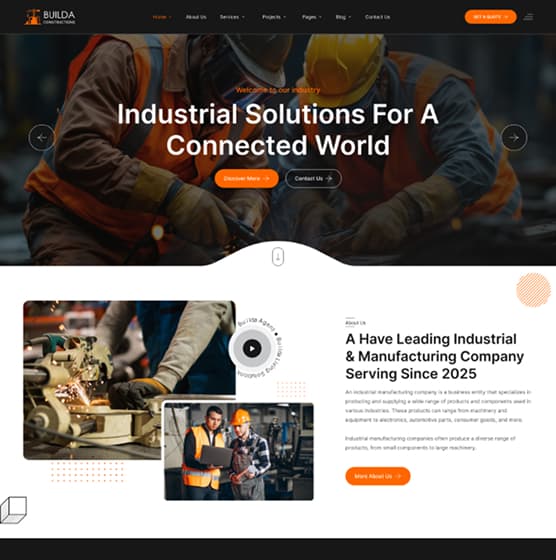 BUILDA
CONSTRUCTIONS
Home
About Us
Services
Projects
Pages
Blog
Contact Us
GET A QUOTE
Welcome to our industry
Industrial Solutions For A
Connected World
Discover More
Contact Us
Builda Agency • Builda Living Solutions
About Us
A Have Leading Industrial
& Manufacturing Company
Serving Since 2025
An industrial manufacturing company is a business entity that specializes in
producing and supplying a wide range of products and components used in
various industries. These products can range from machinery and
equipment to electronics, automotive parts, consumer goods, and more.
Industrial manufacturing companies often produce a diverse range of
products, from small components to large machinery.
More About Us